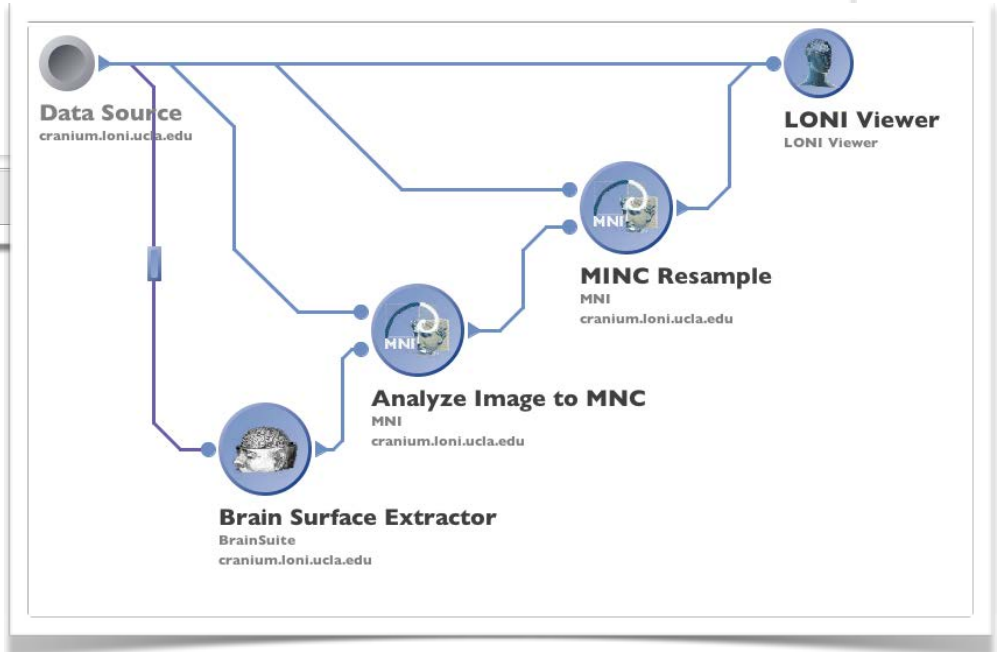 Data Source
cranium.loni.ucla.edu
LONI Viewer
LONI Viewer
MNI
MINC Resample
MNI
cranium.loni.ucla.edu
MNI
Analyze Image to MNC
MNI
cranium.loni.ucla.edu
Brain Surface Extractor
BrainSuite
cranium.loni.ucla.edu